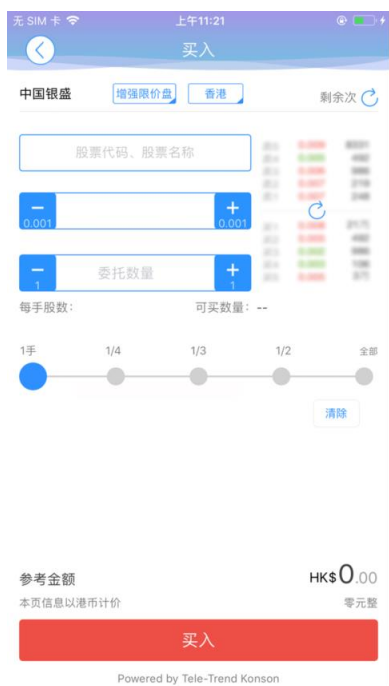 无 SIM 卡 上午11:21
买入
中国银盛 增强限价盘 香港 剩余次
股票代码、股票名称
− +
0.001 0.001
− 委托数量 +
1 1
每手股数： 可买数量： --
1手 1/4 1/3 1/2 全部
清除
参考金额 HK$0.00
本页信息以港币计价 零元整
买入
Powered by Tele-Trend Konson